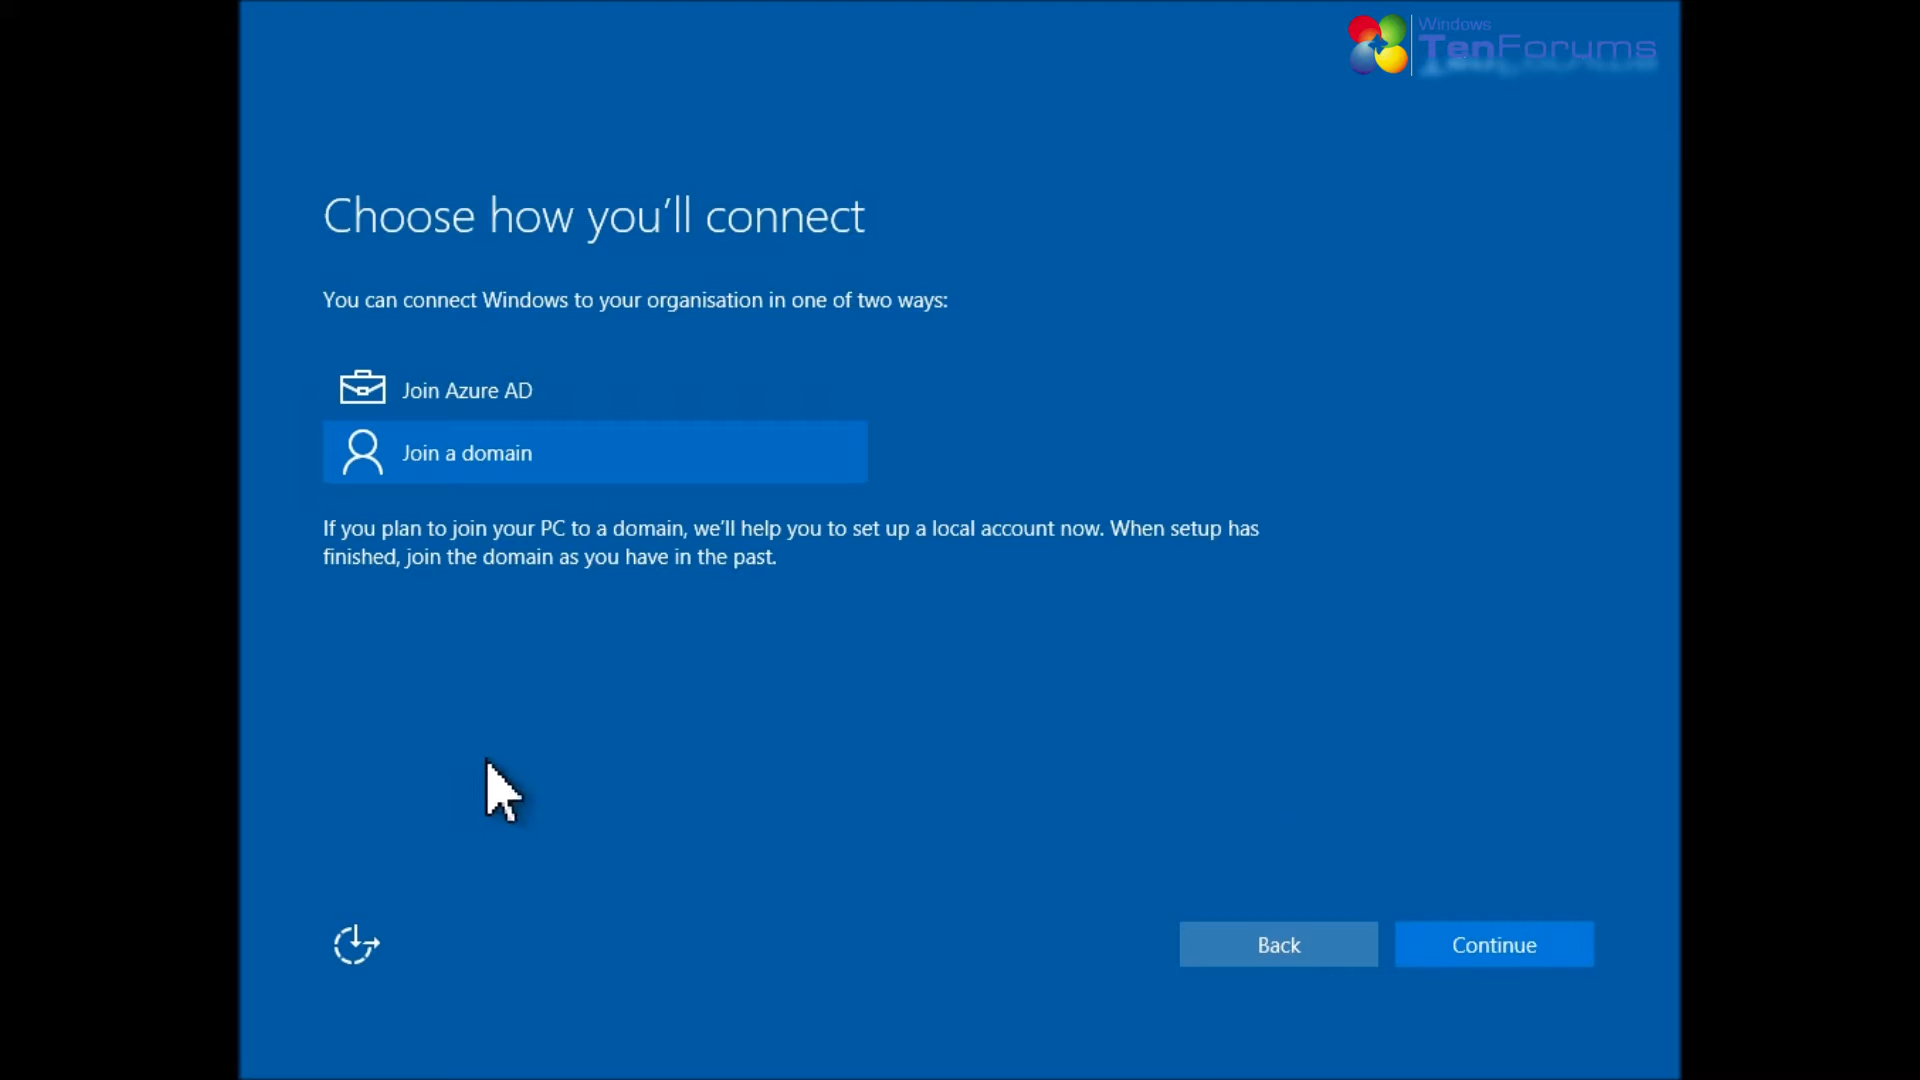 Windows
TenForums
Choose how you’ll connect
You can connect Windows to your organisation in one of two ways:
Join Azure AD
Join a domain
If you plan to join your PC to a domain, we’ll help you to set up a local account now. When setup has
finished, join the domain as you have in the past.
Back
Continue